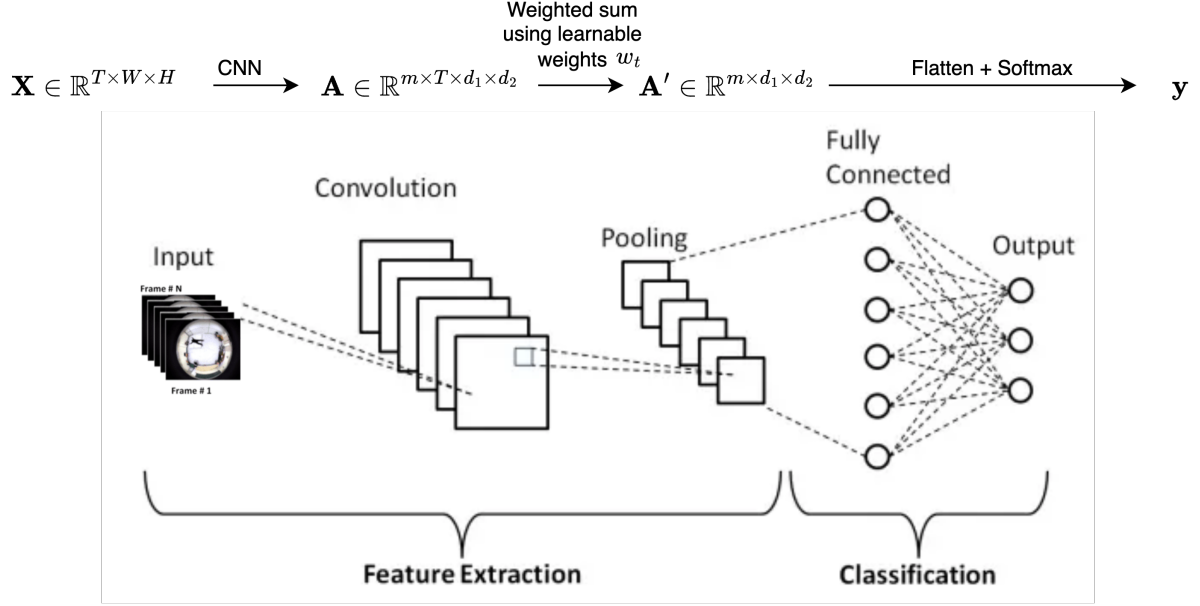 Weighted sum
using learnable
weights w_t
X ∈ ℝ^{T×W×H}
CNN
A ∈ ℝ^{m×T×d_1×d_2}
A′ ∈ ℝ^{m×d_1×d_2}
Flatten + Softmax
y
Fully
Connected
Convolution
Pooling
Input
Output
Frame # N
Frame # 1
Feature Extraction
Classification